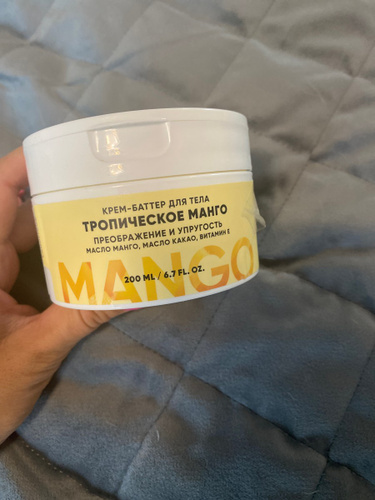 КРЕМ-БАТТЕР ДЛЯ ТЕЛА
ТРОПИЧЕСКОЕ МАНГО
ПРЕОБРАЖЕНИЕ И УПРУГОСТЬ
МАСЛО МАНГО, МАСЛО КАКАО, ВИТАМИН Е
200 ML / 6.7 FL. OZ.
MANGO